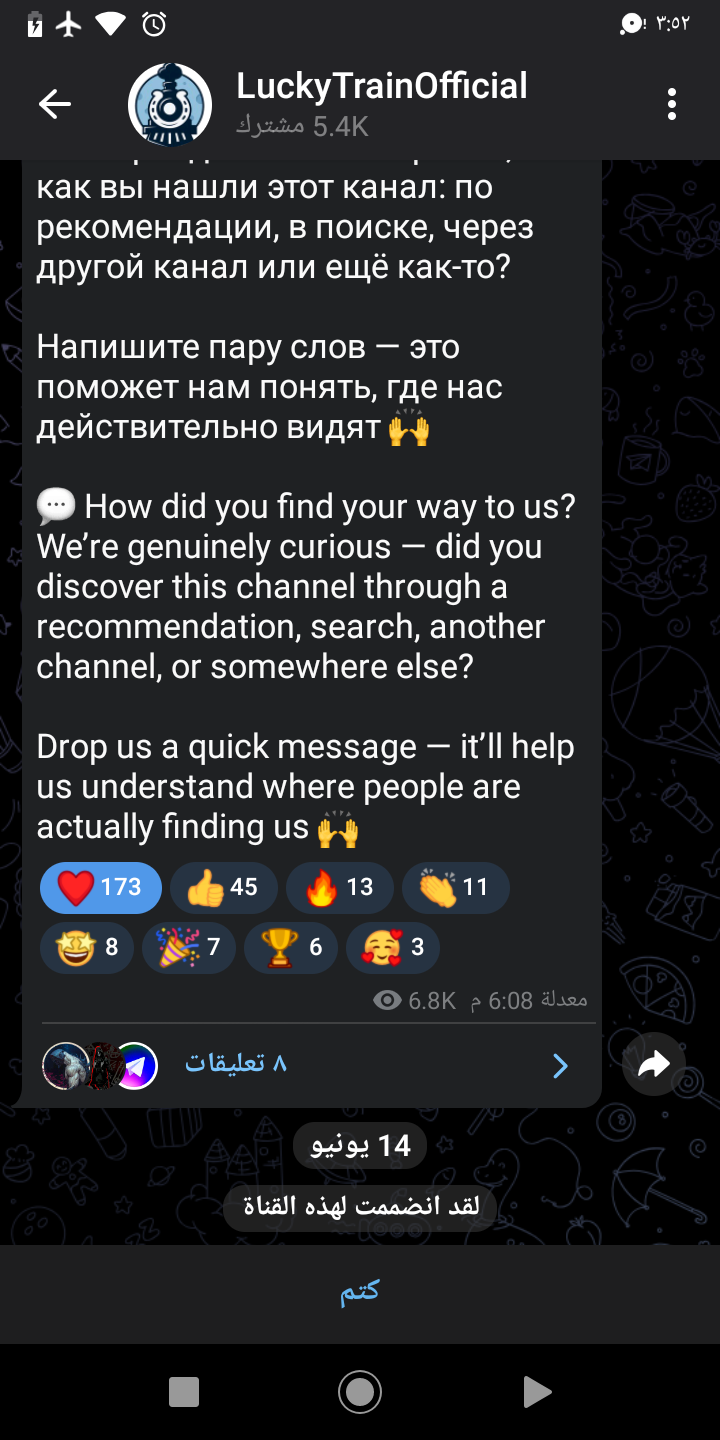 ٣:٥٢
LuckyTrainOfficial
5.4K مشترك
как вы нашли этот канал: по
рекомендации, в поиске, через
другой канал или ещё как-то?
Напишите пару слов — это
поможет нам понять, где нас
действительно видят 🙌
💬 How did you find your way to us?
We’re genuinely curious — did you
discover this channel through a
recommendation, search, another
channel, or somewhere else?
Drop us a quick message — it’ll help
us understand where people are
actually finding us 🙌
❤️ 173 👍 45 🔥 13 👏 11
🤩 8 🎉 7 🏆 6 🥰 3
6.8K معدلة 6:08 م
٨ تعليقات
14 يونيو
لقد انضممت لهذه القناة
كتم